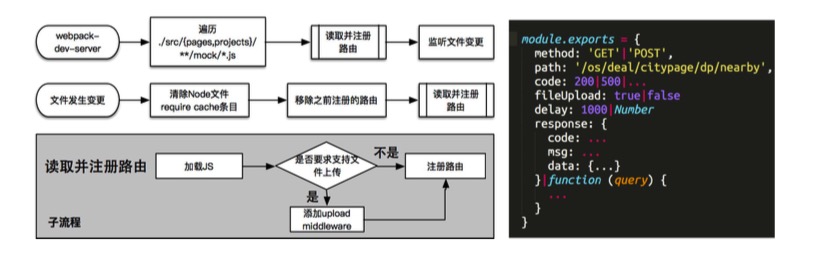 webpack-
dev-server
遍历
./src/{pages,projects}/
**/mock/*.js
读取并注册
路由
监听文件变更
文件发生变更
清除Node文件
require cache条目
移除之前注册的路由
读取并注册
路由
读取并注册路由
加载JS
是否要求支持文
件上传
不是
注册路由
是
添加upload
middleware
子流程
module.exports = {
method: 'GET'|'POST',
path: '/os/deal/citypage/dp/nearby',
code: 200|500|...
fileUpload: true|false
delay: 1000|Number
response: {
code: ...
msg: ...
data: {...}
}|function (query) {
...
}
}